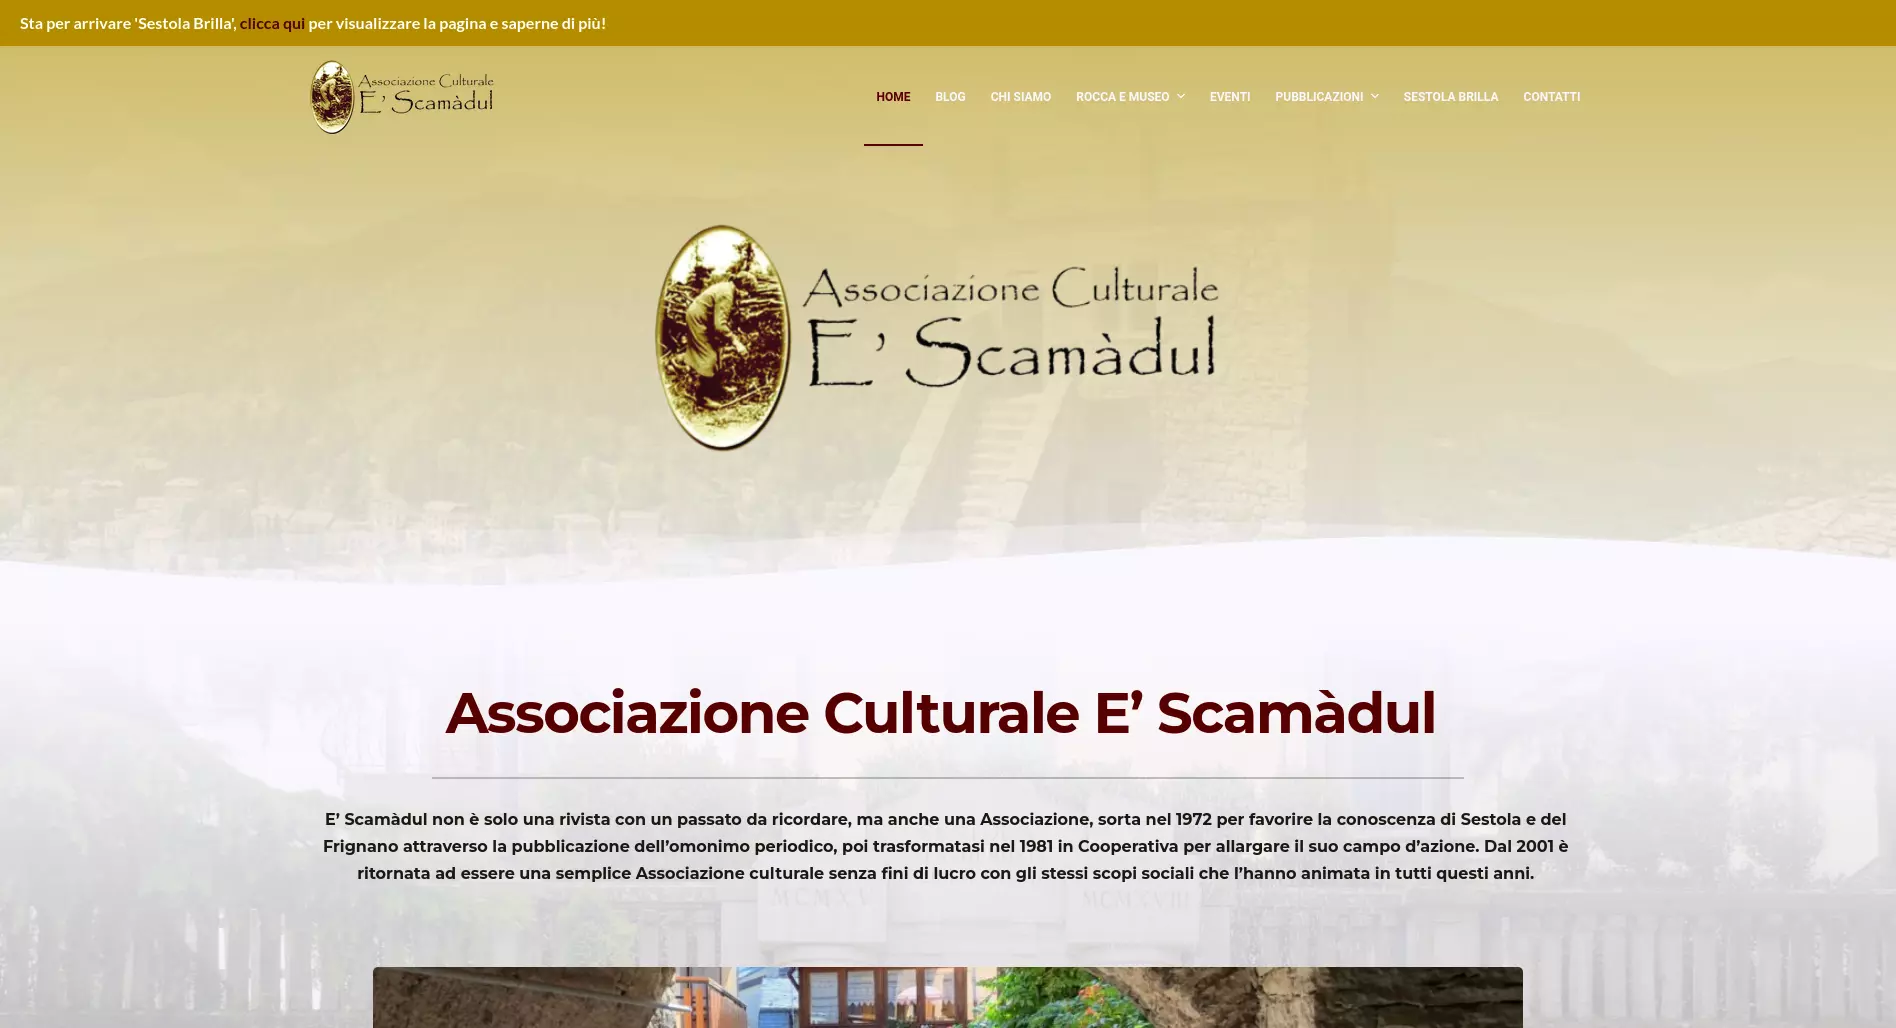 Sta per arrivare 'Sestola Brilla', clicca qui per visualizzare la pagina e saperne di più!
Associazione Culturale
E' Scamàdul
HOME BLOG CHI SIAMO ROCCA E MUSEO EVENTI PUBBLICAZIONI SESTOLA BRILLA CONTATTI
Associazione Culturale
E' Scamàdul
Associazione Culturale E’ Scamàdul
E’ Scamàdul non è solo una rivista con un passato da ricordare, ma anche una Associazione, sorta nel 1972 per favorire la conoscenza di Sestola e del
Frignano attraverso la pubblicazione dell’omonimo periodico, poi trasformatasi nel 1981 in Cooperativa per allargare il suo campo d’azione. Dal 2001 è
ritornata ad essere una semplice Associazione culturale senza fini di lucro con gli stessi scopi sociali che l’hanno animata in tutti questi anni.
MCMXV MCMXVIII